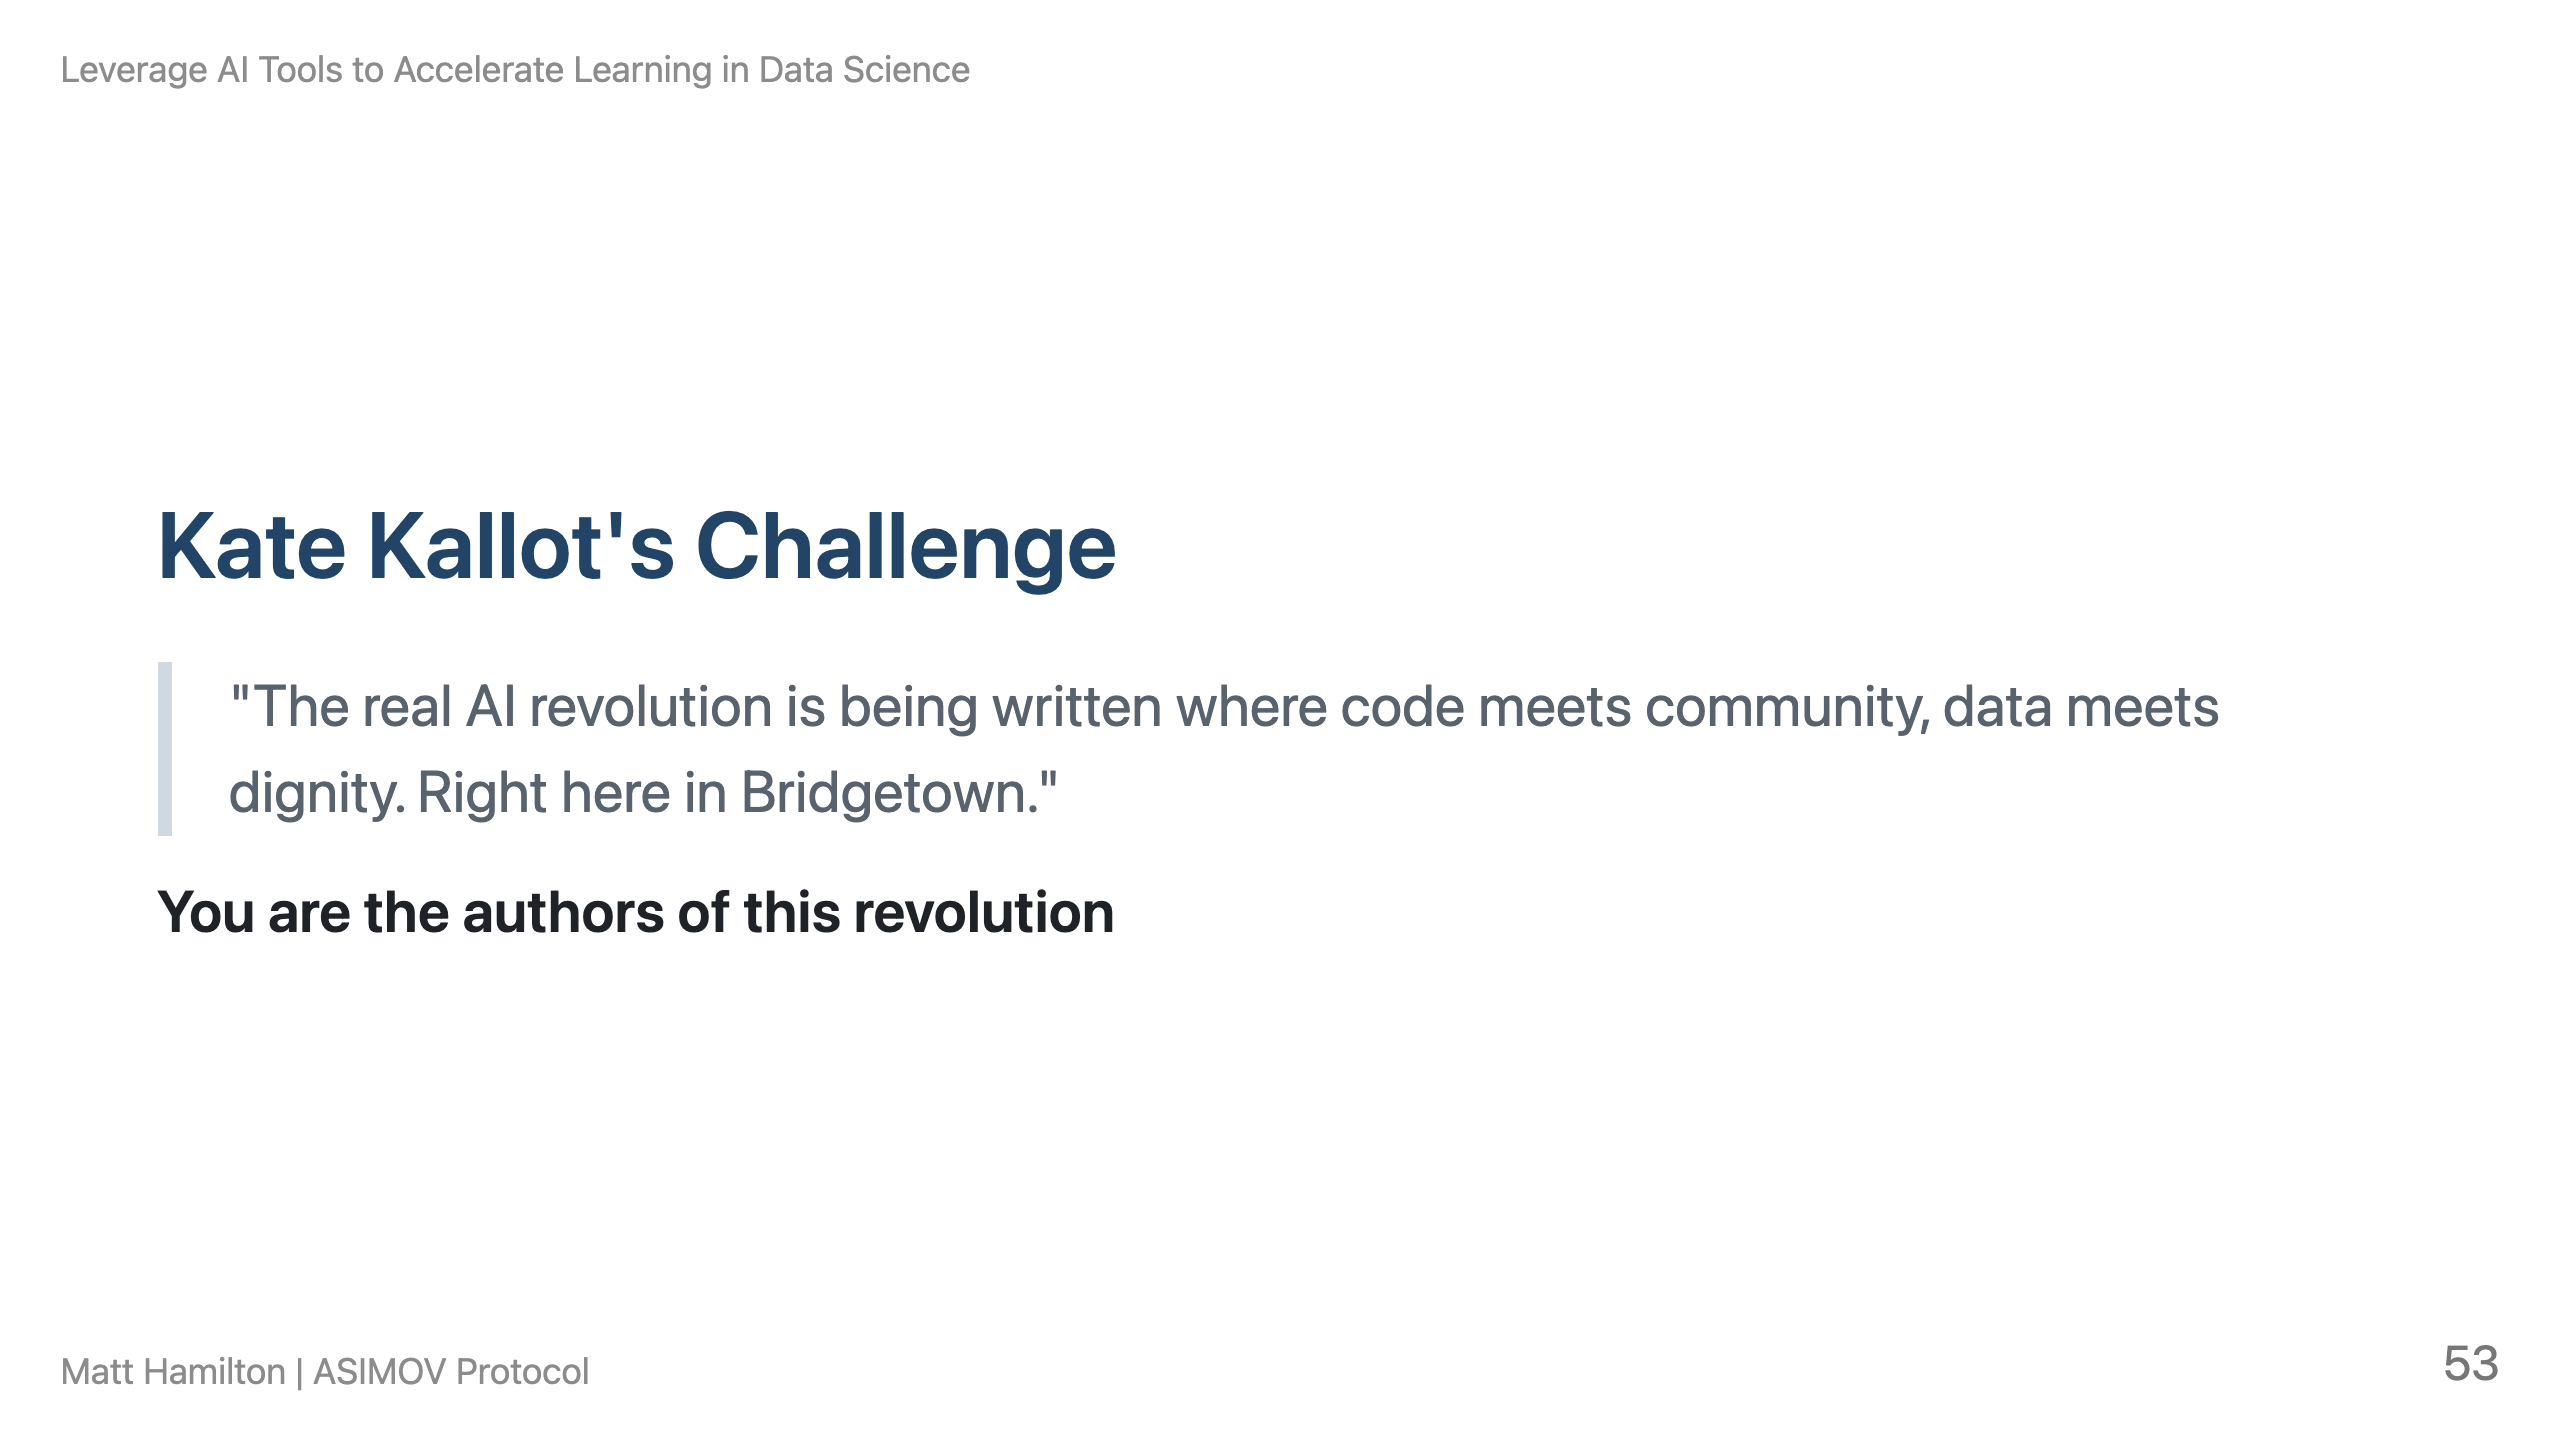 Leverage AI Tools to Accelerate Learning in Data Science
Kate Kallot's Challenge
"The real AI revolution is being written where code meets community, data meets
dignity. Right here in Bridgetown."
You are the authors of this revolution
Matt Hamilton | ASIMOV Protocol
53